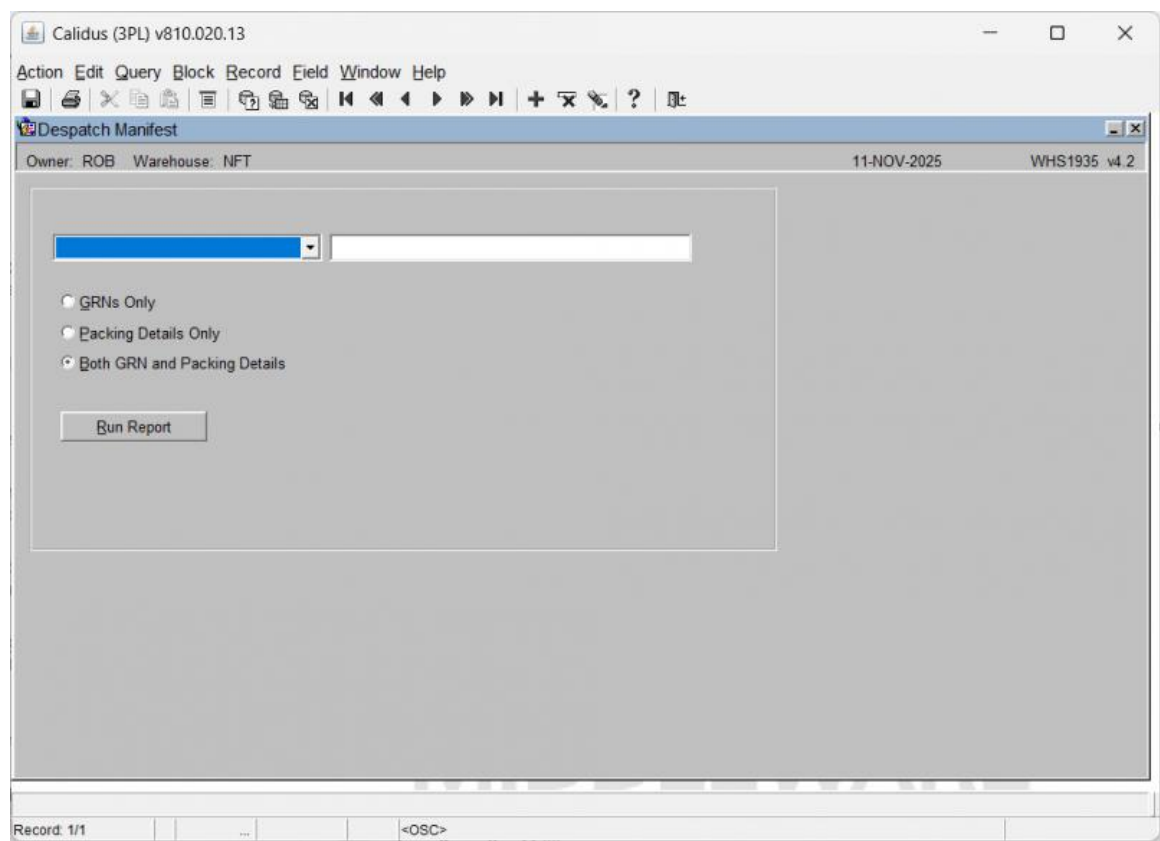 Calidus (3PL) v810.020.13
Action Edit Query Block Record Field Window Help
Despatch Manifest
Owner: ROB Warehouse: NFT 11-NOV-2025 WHS1935 v4.2
GRNs Only
Packing Details Only
Both GRN and Packing Details
Run Report
MIDDLEWARE
Record: 1/1 ... <OSC>